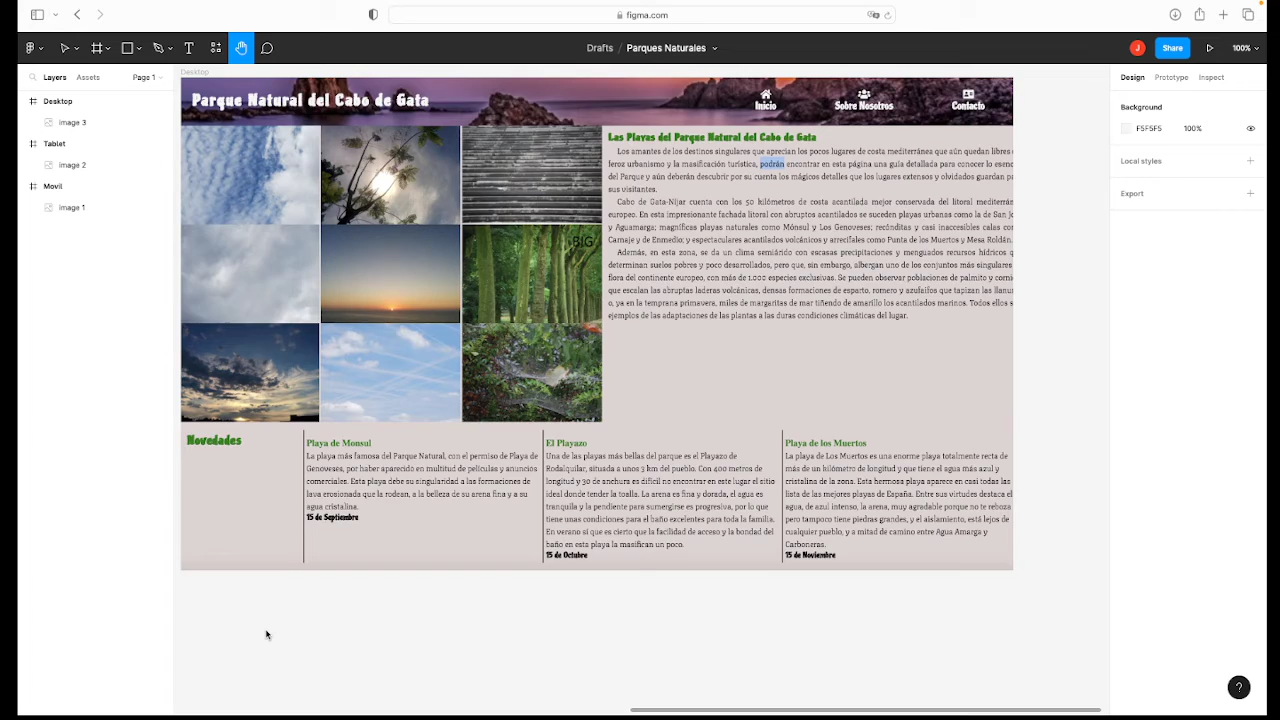 figma.com
Drafts / Parques Naturales
J
Share
100%
Layers
Assets
Page 1
Desktop
image 3
Tablet
image 2
Movil
image 1
Desktop
Parque Natural del Cabo de Gata
Inicio
Sobre Nosotros
Contacto
BIG
Las Playas del Parque Natural del Cabo de Gata
Los amantes de los destinos singulares que aprecian los pocos lugares de costa mediterránea que aún quedan libres
feroz urbanismo y la masificación turística, podrán encontrar en esta página una guía detallada para conocer lo esenc
del Parque y aún deberán descubrir por su cuenta los mágicos detalles que los lugares extensos y olvidados guardan pa
sus visitantes.
Cabo de Gata-Níjar cuenta con los 50 kilómetros de costa acantilada mejor conservada del litoral mediterrán
europeo. En esta impresionante fachada litoral con abruptos acantilados se suceden playas urbanas como la de San Jo
y Aguamarga; magníficas playas naturales como Mónsul y Los Genoveses; recónditas y casi inaccesibles calas con
Carnaje y de Enmedio; y espectaculares acantilados volcánicos y arrecifales como Punta de los Muertos y Mesa Roldán.
Además, en esta zona, se da un clima semiárido con escasas precipitaciones y menguados recursos hídricos q
determinan suelos pobres y poco desarrollados, pero que, sin embargo, albergan uno de los conjuntos más singulares
flora del continente europeo, con más de 1.000 especies exclusivas. Se pueden observar poblaciones de palmito y corni
que escalan las abruptas laderas volcánicas, densas formaciones de esparto, romero y azufaifos que tapizan las llanu
o, ya en la temprana primavera, miles de margaritas de mar tiñendo de amarillo los acantilados marinos. Todos ellos s
ejemplos de las adaptaciones de las plantas a las duras condiciones climáticas del lugar.
Novedades
Playa de Monsul
La playa más famosa del Parque Natural, con el permiso de Playa de
Genoveses, por haber aparecido en multitud de películas y anuncios
comerciales. Esta playa debe su singularidad a las formaciones de
lava erosionada que la rodean, a la belleza de su arena fina y a su
agua cristalina.
15 de Septiembre
El Playazo
Una de las playas más bellas del parque es el Playazo de
Rodalquilar, situada a unos 3 km del pueblo. Con 400 metros de
longitud y 30 de anchura es difícil no encontrar en este lugar el sitio
ideal donde tender la toalla. La arena es fina y dorada, el agua es
tranquila y la pendiente para sumergirse es progresiva, por lo que
tiene unas condiciones para el baño excelentes para toda la familia.
En verano sí que es cierto que la facilidad de acceso y la bondad del
baño en esta playa la masifican un poco.
15 de Octubre
Playa de los Muertos
La playa de Los Muertos es una enorme playa totalmente recta de
más de un kilómetro de longitud y que tiene el agua más azul y
cristalina de la zona. Esta hermosa playa aparece en casi todas las
lista de las mejores playas de España. Entre sus virtudes destaca el
agua, de azul intenso, la arena, muy agradable porque no te reboza
pero tampoco tiene piedras grandes, y el aislamiento, está lejos de
cualquier pueblo, y a mitad de camino entre Agua Amarga y
Carboneras.
15 de Noviembre
Design
Prototype
Inspect
Background
F5F5F5
100%
Local styles
Export
?